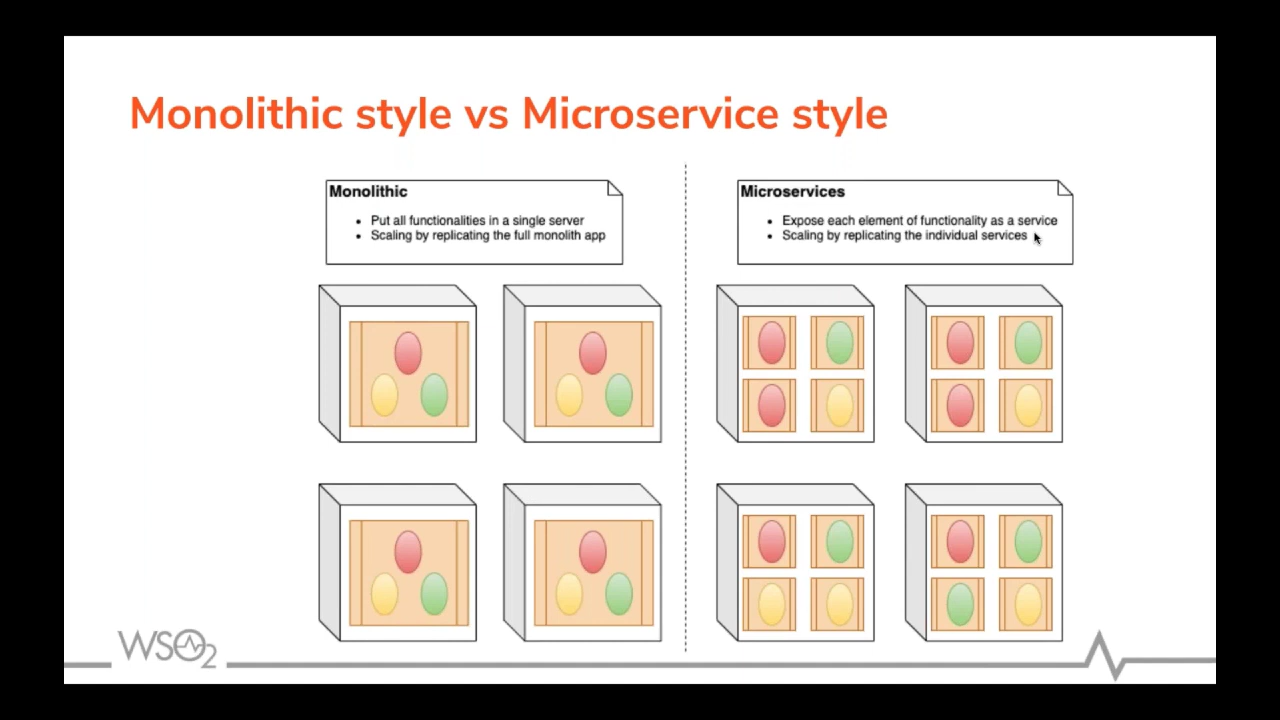 Monolithic style vs Microservice style
Monolithic
Put all functionalities in a single server
Scaling by replicating the full monolith app
Microservices
Expose each element of functionality as a service
Scaling by replicating the individual services
WSO2